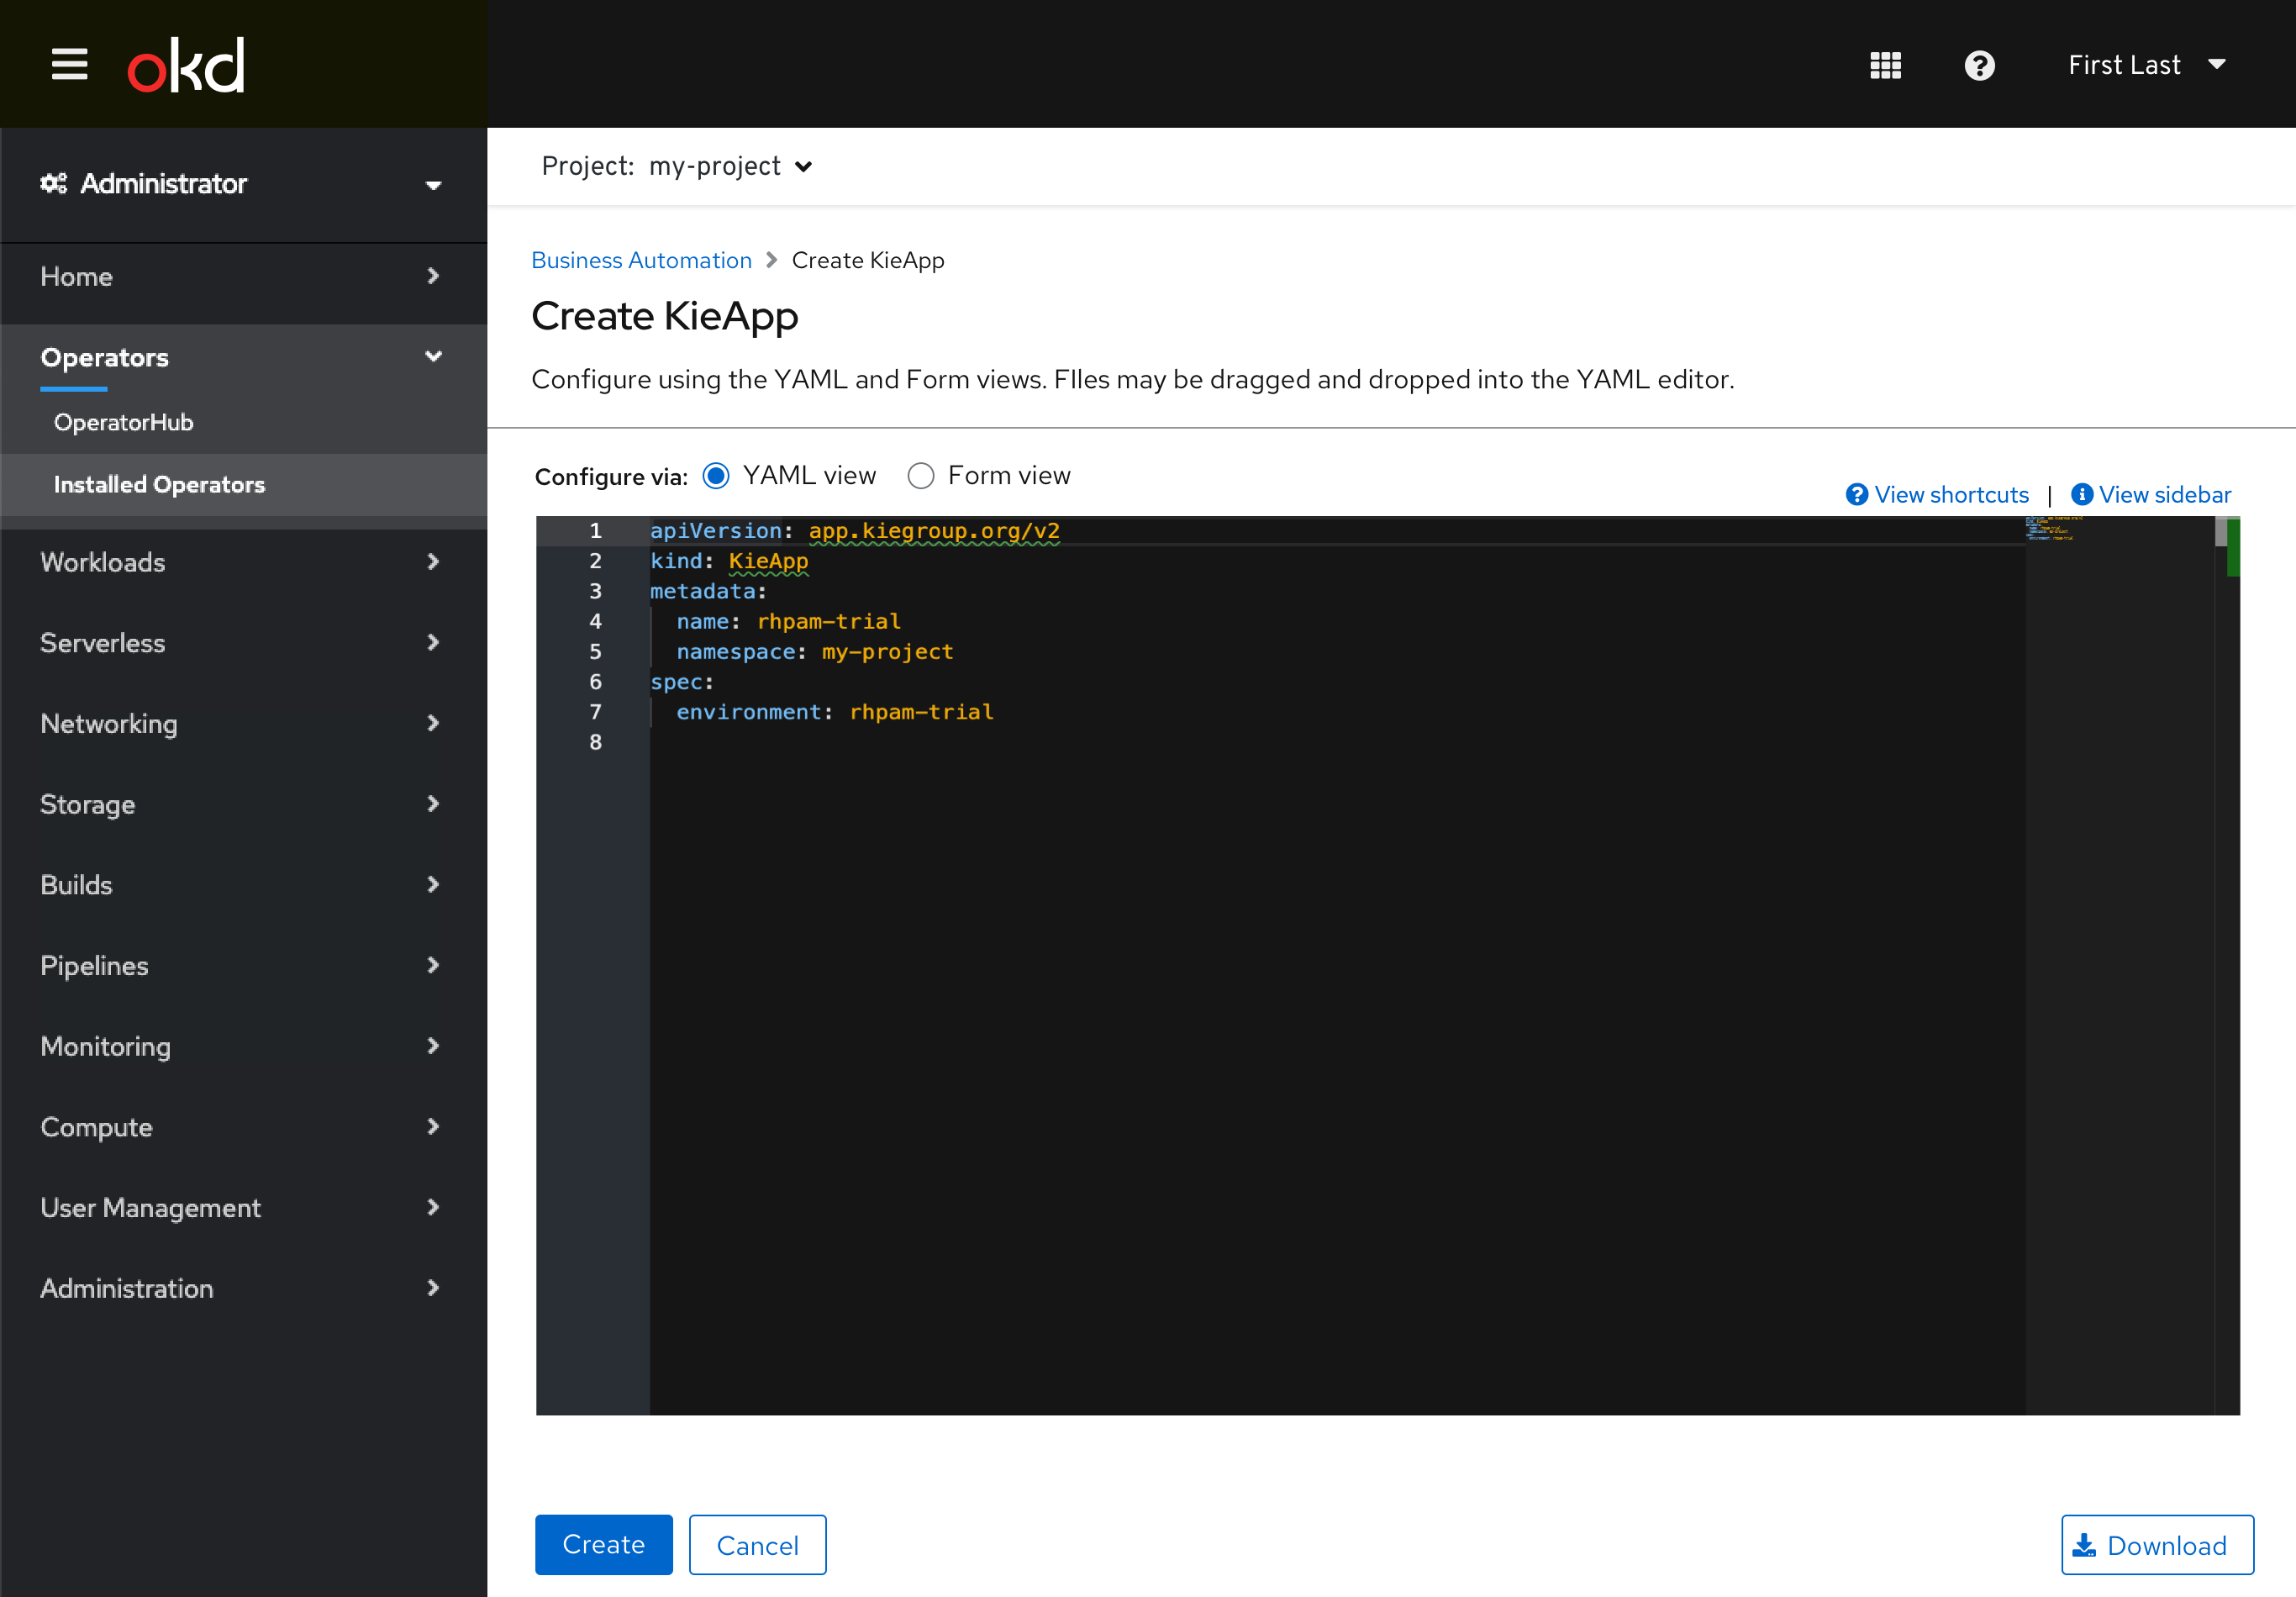 okd
First Last
Administrator
Home
Operators
OperatorHub
Installed Operators
Workloads
Serverless
Networking
Storage
Builds
Pipelines
Monitoring
Compute
User Management
Administration
Project: my-project
Business Automation > Create KieApp
Create KieApp
Configure using the YAML and Form views. FIles may be dragged and dropped into the YAML editor.
Configure via: YAML view Form view
View shortcuts | View sidebar
1 apiVersion: app.kiegroup.org/v2
2 kind: KieApp
3 metadata:
4   name: rhpam-trial
5   namespace: my-project
6 spec:
7   environment: rhpam-trial
8
Create Cancel Download